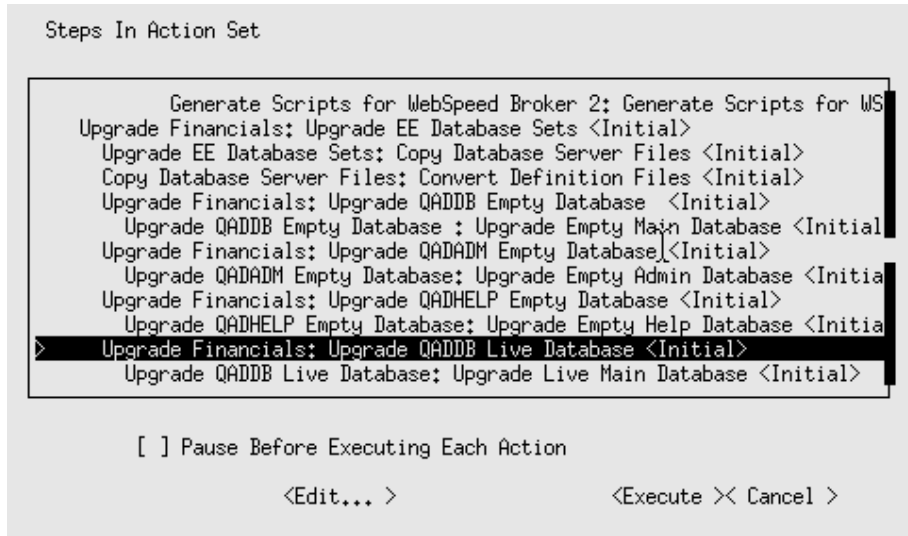 Steps In Action Set
Generate Scripts for WebSpeed Broker 2: Generate Scripts for WS
Upgrade Financials: Upgrade EE Database Sets <Initial>
Upgrade EE Database Sets: Copy Database Server Files <Initial>
Copy Database Server Files: Convert Definition Files <Initial>
Upgrade Financials: Upgrade QADDB Empty Database  <Initial>
Upgrade QADDB Empty Database : Upgrade Empty Main Database <Initial
Upgrade Financials: Upgrade QADADM Empty Database <Initial>
Upgrade QADADM Empty Database: Upgrade Empty Admin Database <Initia
Upgrade Financials: Upgrade QADHELP Empty Database <Initial>
Upgrade QADHELP Empty Database: Upgrade Empty Help Database <Initia
> Upgrade Financials: Upgrade QADDB Live Database <Initial>
Upgrade QADDB Live Database: Upgrade Live Main Database <Initial>
[ ] Pause Before Executing Each Action
<Edit... > <Execute >< Cancel >